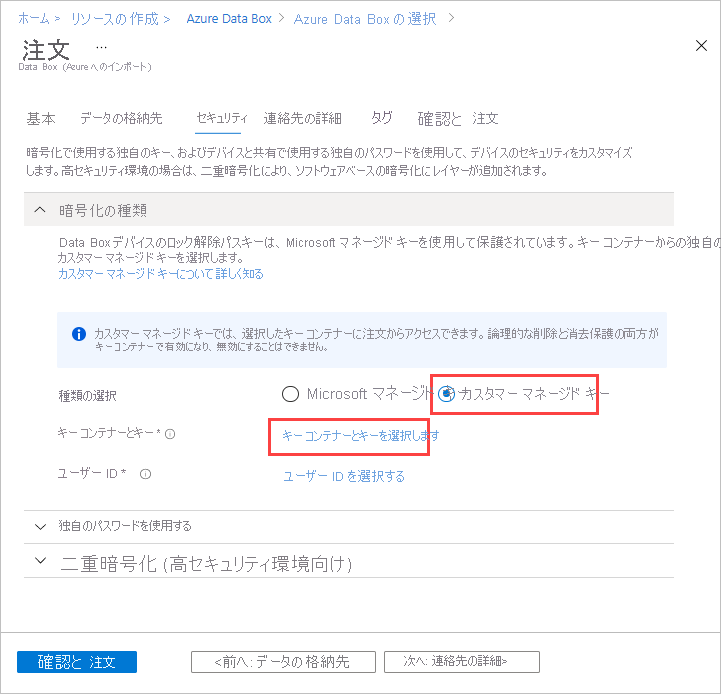 ホーム > リソースの作成 > Azure Data Box > Azure Data Box の選択 >
注文 ...
Data Box (Azure へのインポート)
基本 データの格納先 セキュリティ 連絡先の詳細 タグ 確認と 注文
暗号化で使用する独自のキー、およびデバイスと共有で使用する独自のパスワードを使用して、デバイスのセキュリティをカスタマイズ
します。高セキュリティ環境の場合は、二重暗号化により、ソフトウェアベースの暗号化にレイヤーが追加されます。
暗号化の種類
Data Box デバイスのロック解除パスキーは、Microsoft マネージド キーを使用して保護されています。キー コンテナーからの独自の
カスタマー マネージド キーを選択します。
カスタマー マネージド キーについて詳しく知る
カスタマー マネージド キーでは、選択したキー コンテナーに注文からアクセスできます。論理的な削除と消去保護の両方が
キーコンテナーで有効になり、無効にすることはできません。
種類の選択 Microsoft マネージド カスタマー マネージド キー
キー コンテナーとキー * キー コンテナーとキーを選択します
ユーザー ID * ユーザー ID を選択する
独自のパスワードを使用する
二重暗号化 (高セキュリティ環境向け)
確認と 注文 <前へ: データの格納先 次へ: 連絡先の詳細>